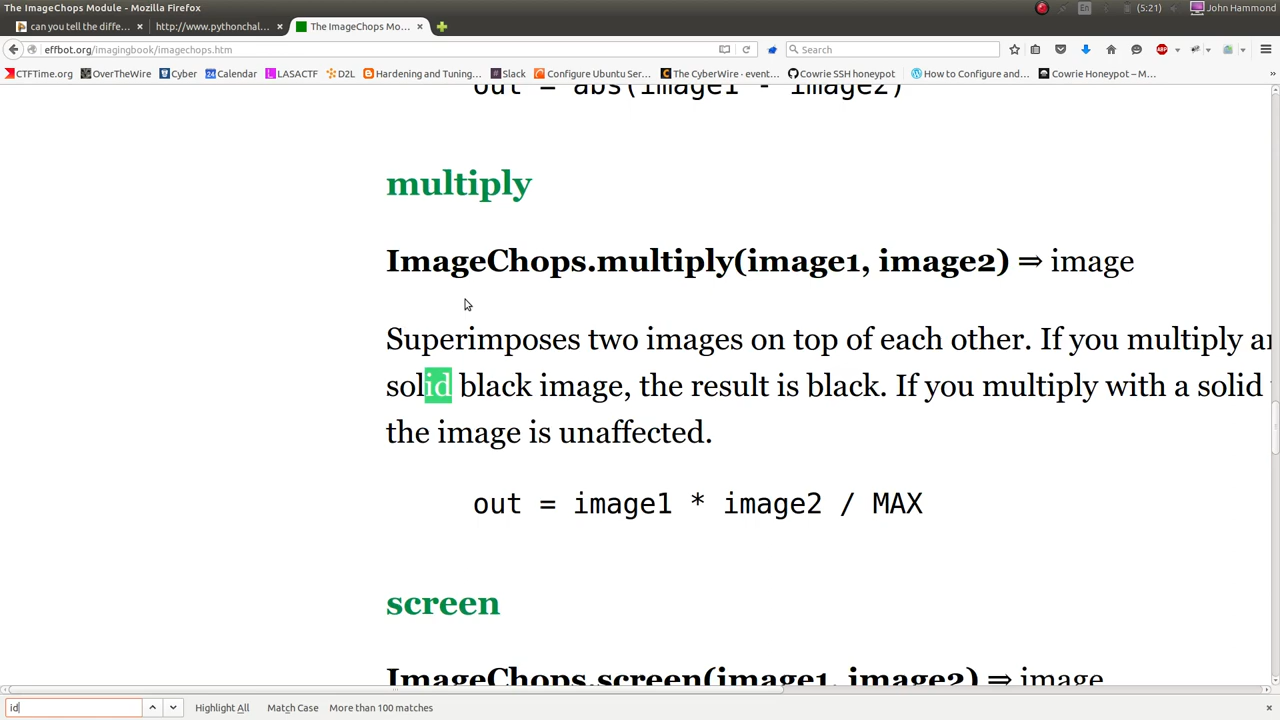 The ImageChops Module - Mozilla Firefox
En
(5:21)
John Hammond
can you tell the differe...
http://www.pythonchal...
The ImageChops Mo...
effbot.org/imagingbook/imagechops.htm
Search
ABP
CTFTime.org
OverTheWire
Cyber
Calendar
LASACTF
D2L
Hardening and Tuning...
Slack
Configure Ubuntu Ser...
The CyberWire · event...
Cowrie SSH honeypot
How to Configure and...
Cowrie Honeypot – M...
out = abs(image1 - image2)
multiply
ImageChops.multiply(image1, image2) ⇒ image
Superimposes two images on top of each other. If you multiply an
solid black image, the result is black. If you multiply with a solid
the image is unaffected.
out = image1 * image2 / MAX
screen
ImageChops.screen(image1, image2) ⇒ image
id
Highlight All
Match Case
More than 100 matches